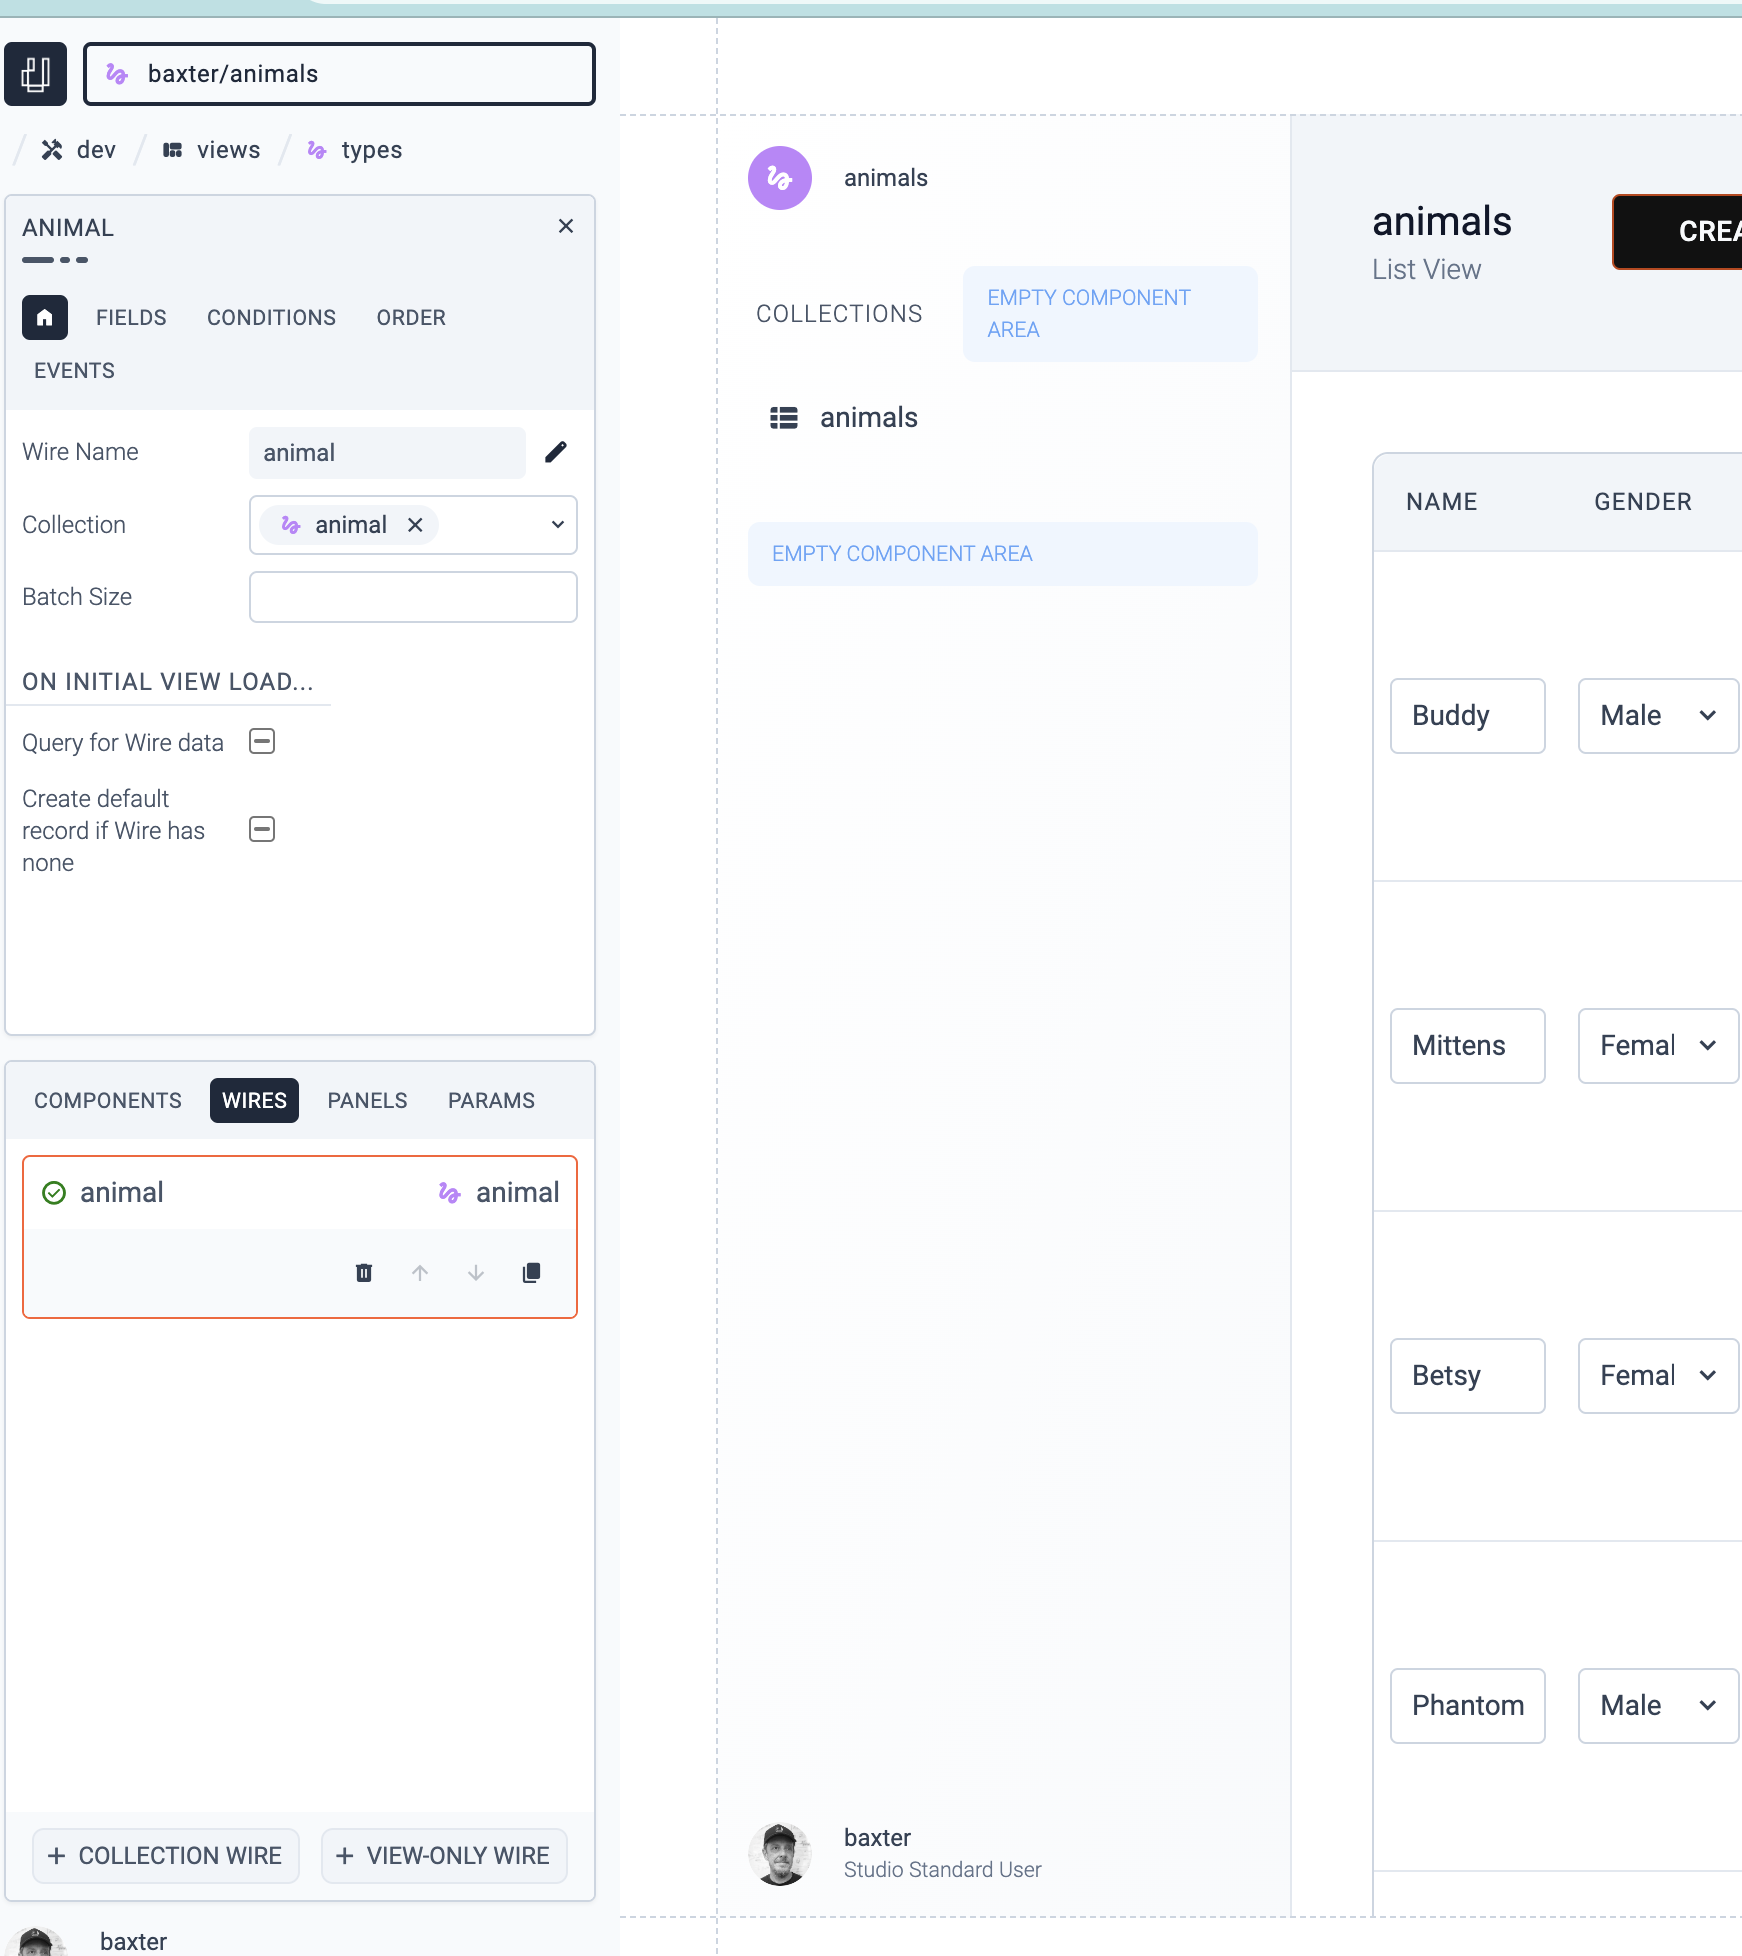 baxter/animals
dev
views
types
ANIMAL
FIELDS
CONDITIONS
ORDER
EVENTS
Wire Name
animal
Collection
animal
Batch Size
ON INITIAL VIEW LOAD...
Query for Wire data
Create default
record if Wire has
none
COMPONENTS
WIRES
PANELS
PARAMS
animal
animal
+ COLLECTION WIRE
+ VIEW-ONLY WIRE
baxter
animals
COLLECTIONS
EMPTY COMPONENT
AREA
animals
EMPTY COMPONENT AREA
baxter
Studio Standard User
animals
List View
CREA
NAME
GENDER
Buddy
Male
Mittens
Femal
Betsy
Femal
Phantom
Male